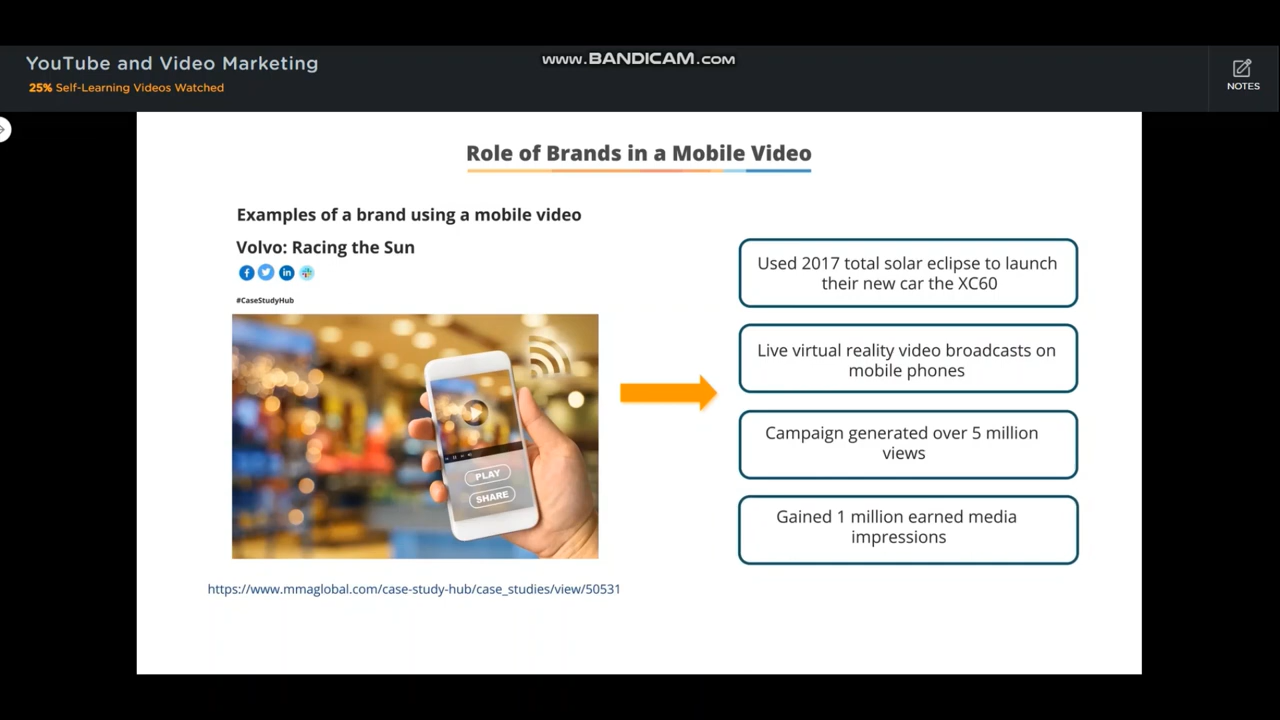 www.BANDICAM.com
YouTube and Video Marketing
25% Self-Learning Videos Watched
NOTES
Role of Brands in a Mobile Video
Examples of a brand using a mobile video
Volvo: Racing the Sun
#CaseStudyHub
PLAY
SHARE
https://www.mmaglobal.com/case-study-hub/case_studies/view/50531
Used 2017 total solar eclipse to launch
their new car the XC60
Live virtual reality video broadcasts on
mobile phones
Campaign generated over 5 million
views
Gained 1 million earned media
impressions